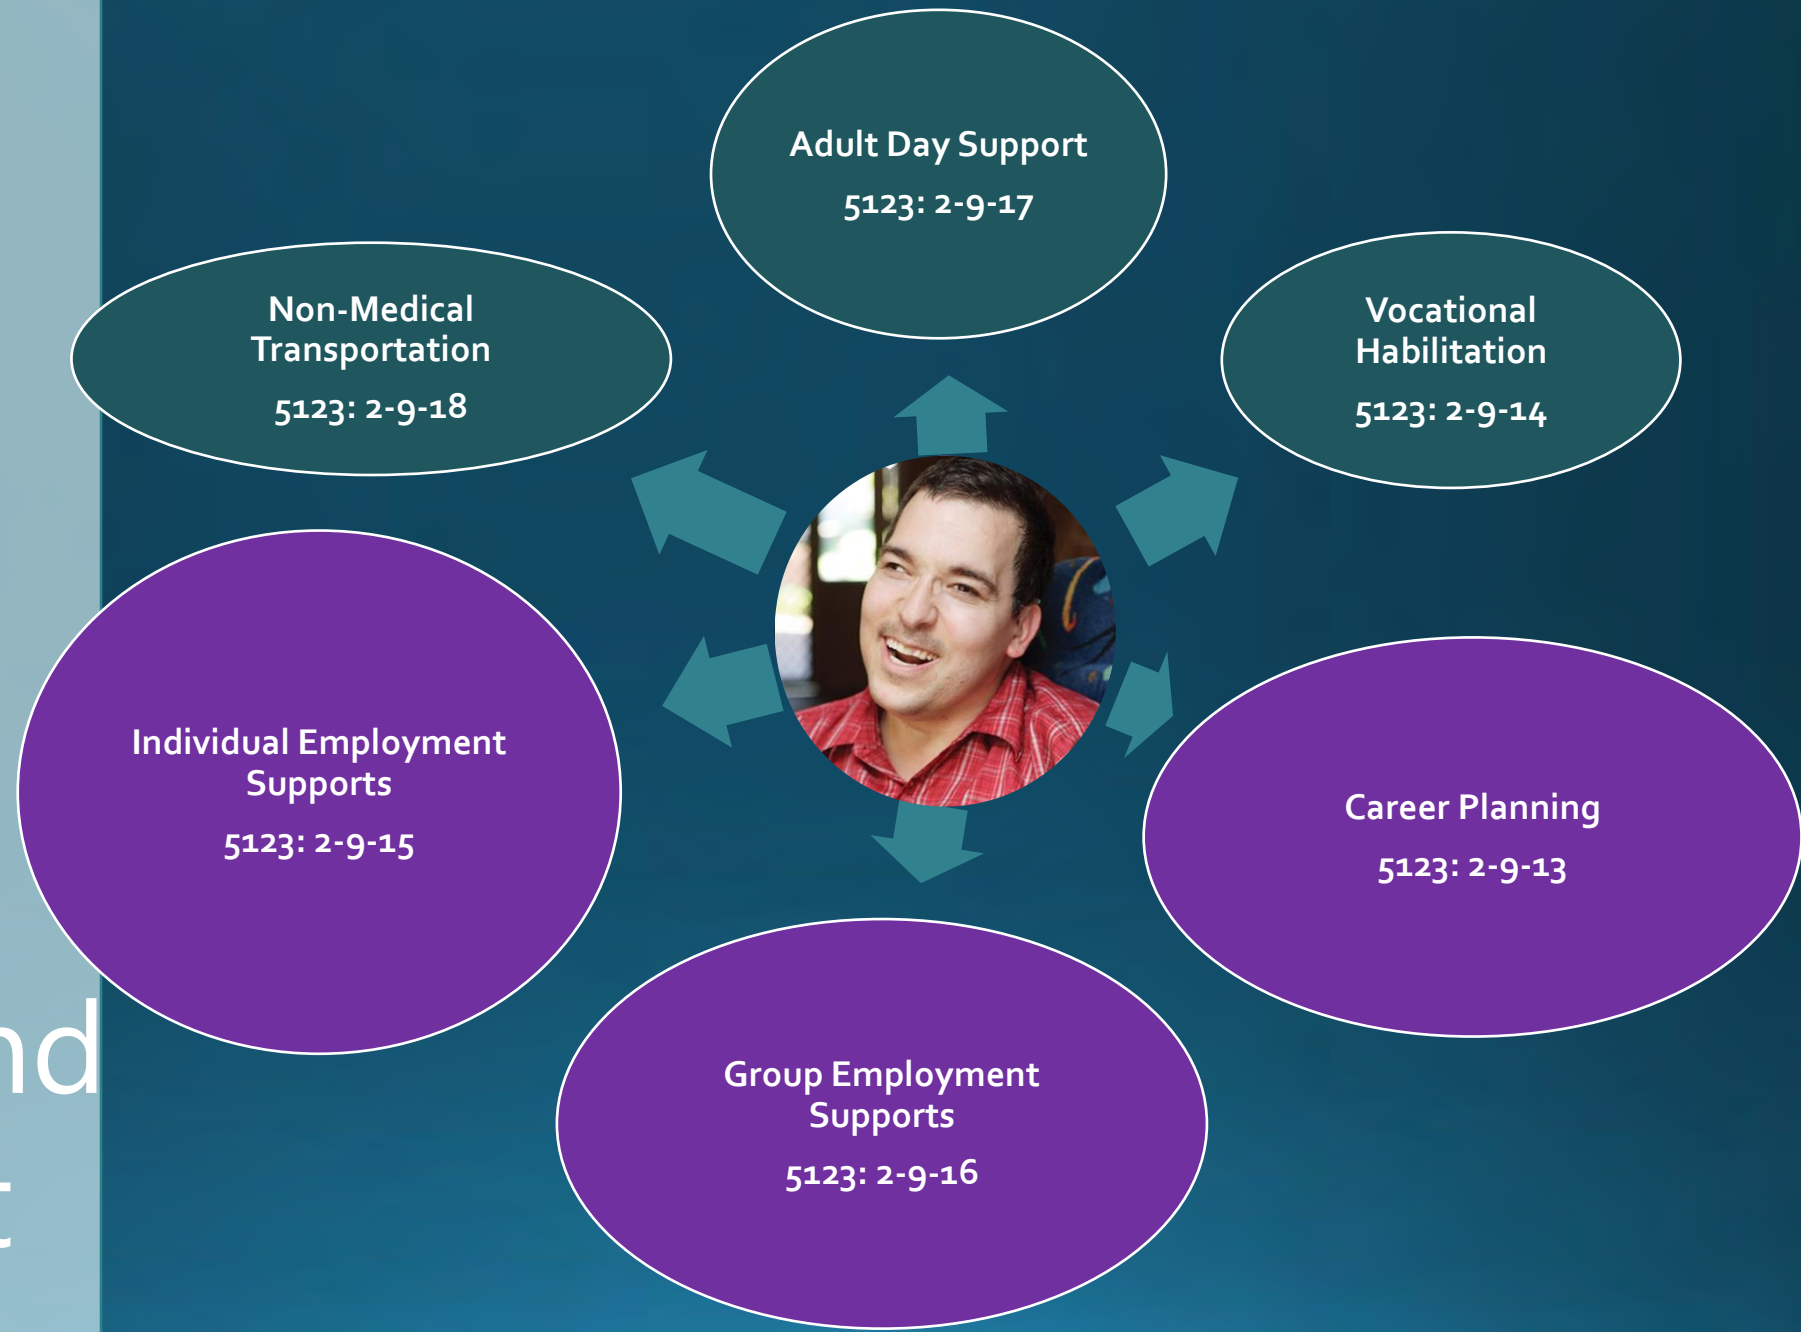 Adult Day Support
5123: 2-9-17
Non-Medical
Transportation
5123: 2-9-18
Vocational
Habilitation
5123: 2-9-14
Individual Employment
Supports
5123: 2-9-15
Career Planning
5123: 2-9-13
Group Employment
Supports
5123: 2-9-16
nd
t